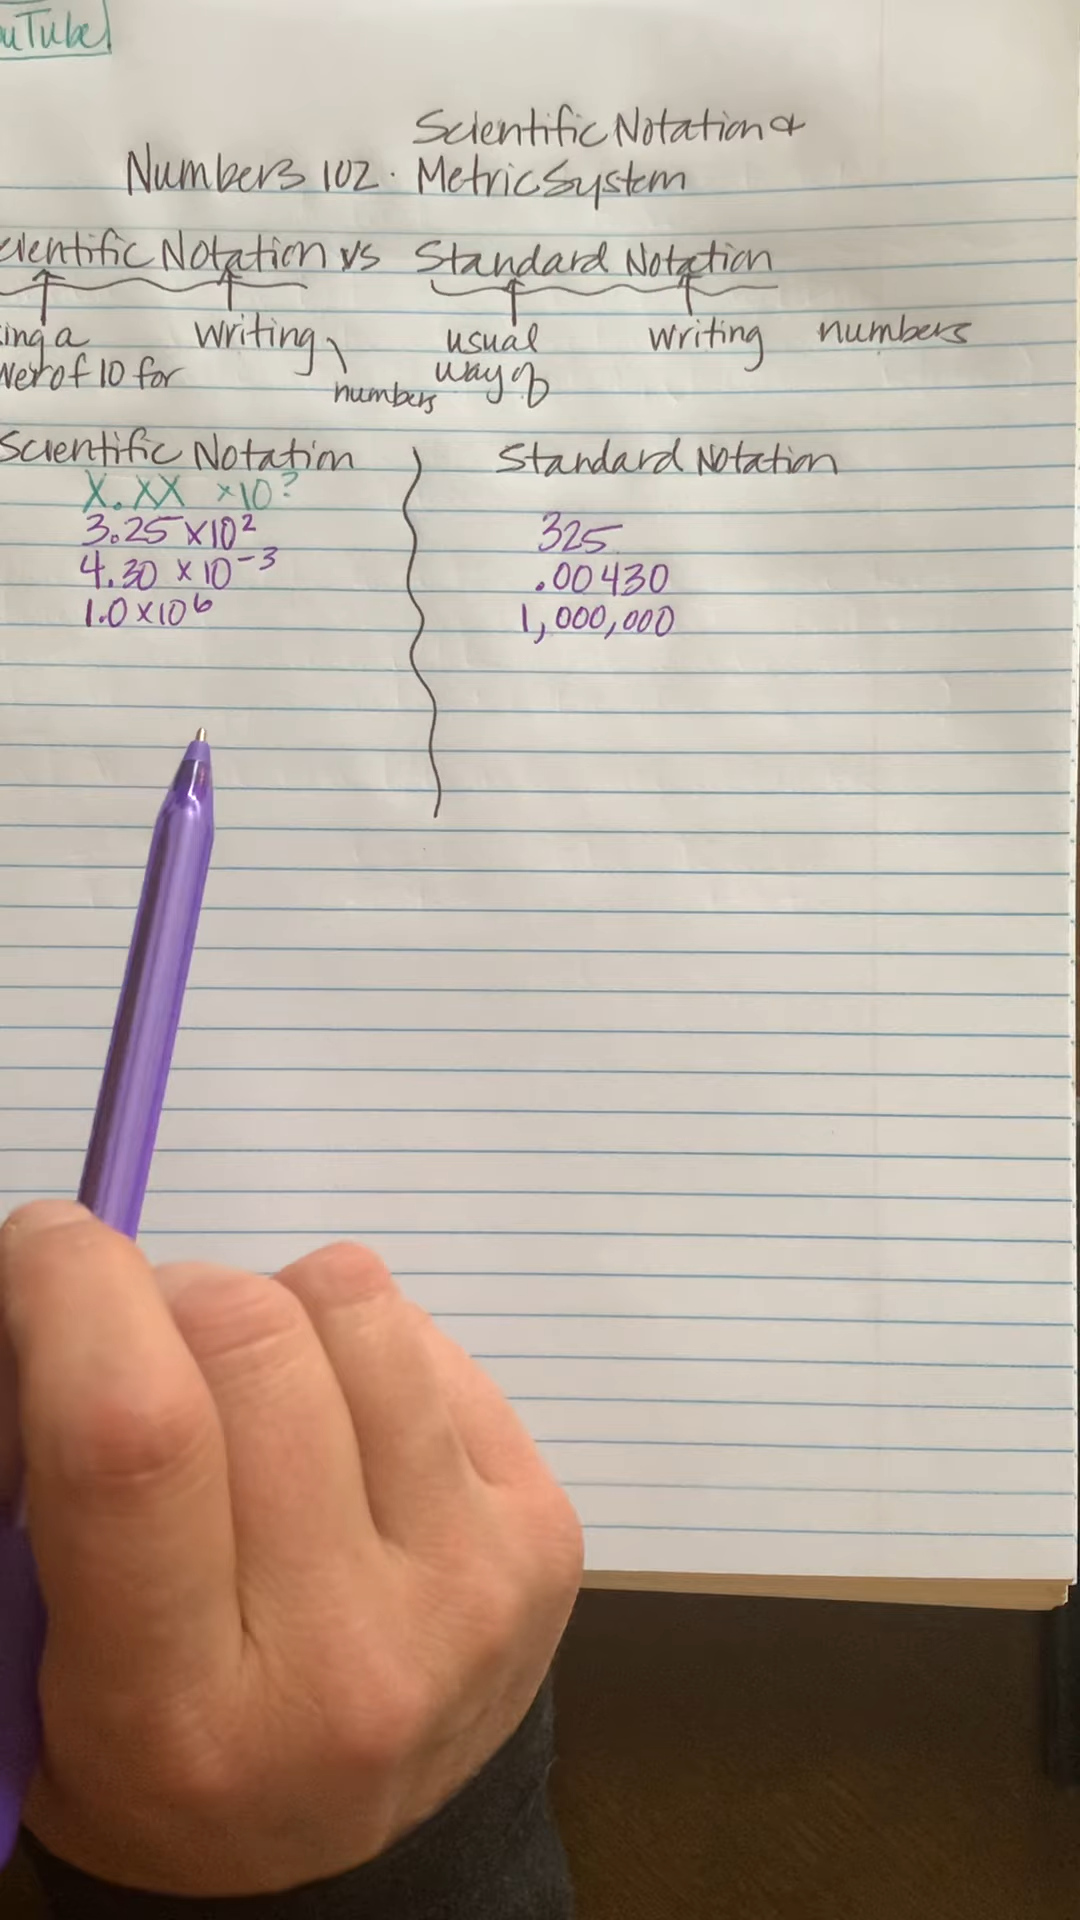 ouTube
Scientific Notation &
Numbers 102. Metric System
cientific Notation vs Standard Notation
ing a writing numbers usual way of writing numbers
wer of 10 for
Scientific Notation Standard Notation
X.XX ×10?
3.25 ×10² 325
4.30 ×10⁻³ .00430
1.0 ×10⁶ 1,000,000